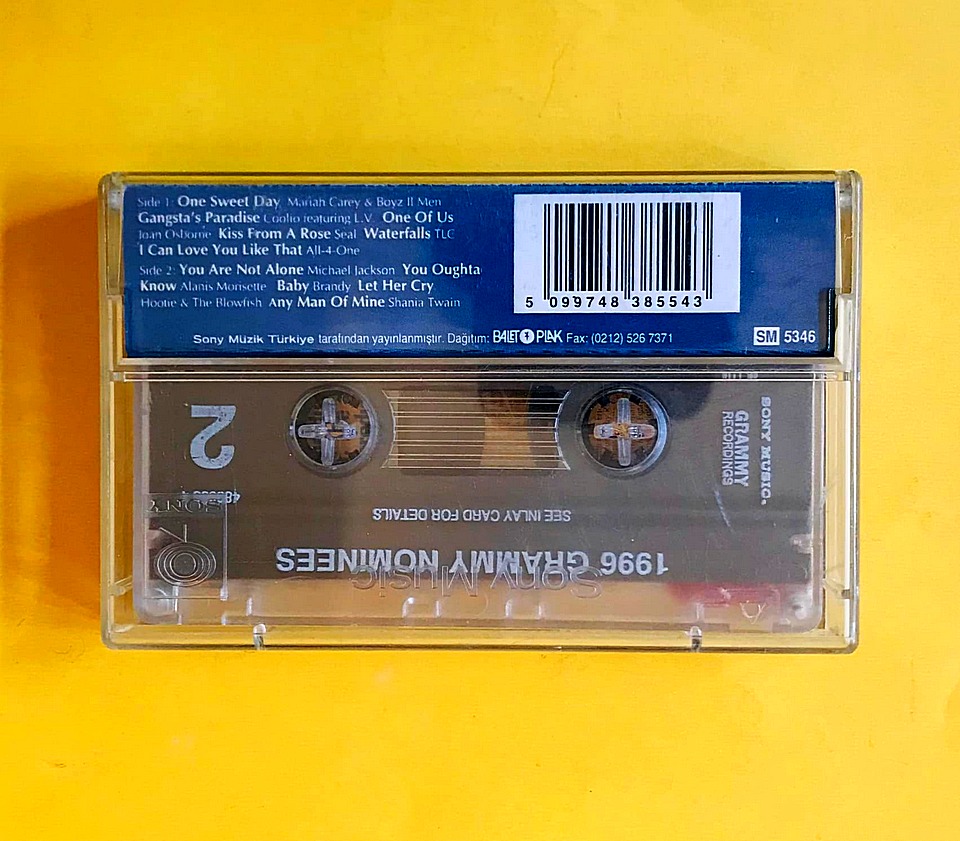 Side 1: One Sweet Day Mariah Carey & Boyz II Men
Gangsta's Paradise Coolio featuring L.V. One Of Us
Joan Osborne Kiss From A Rose Seal Waterfalls TLC
I Can Love You Like That All-4-One
Side 2: You Are Not Alone Michael Jackson You Oughta
Know Alanis Morisette Baby Brandy Let Her Cry
Hootie & The Blowfish Any Man Of Mine Shania Twain
5 099748 385543
Sony Müzik Türkiye tarafından yayınlanmıştır. Dağıtım: BALET PLAK Fax: (0212) 526 7371
SM 5346
2
SONY MUSIC
GRAMMY
RECORDINGS
SONY
SEE INLAY CARD FOR DETAILS
1996 GRAMMY NOMINEES
Sony Music